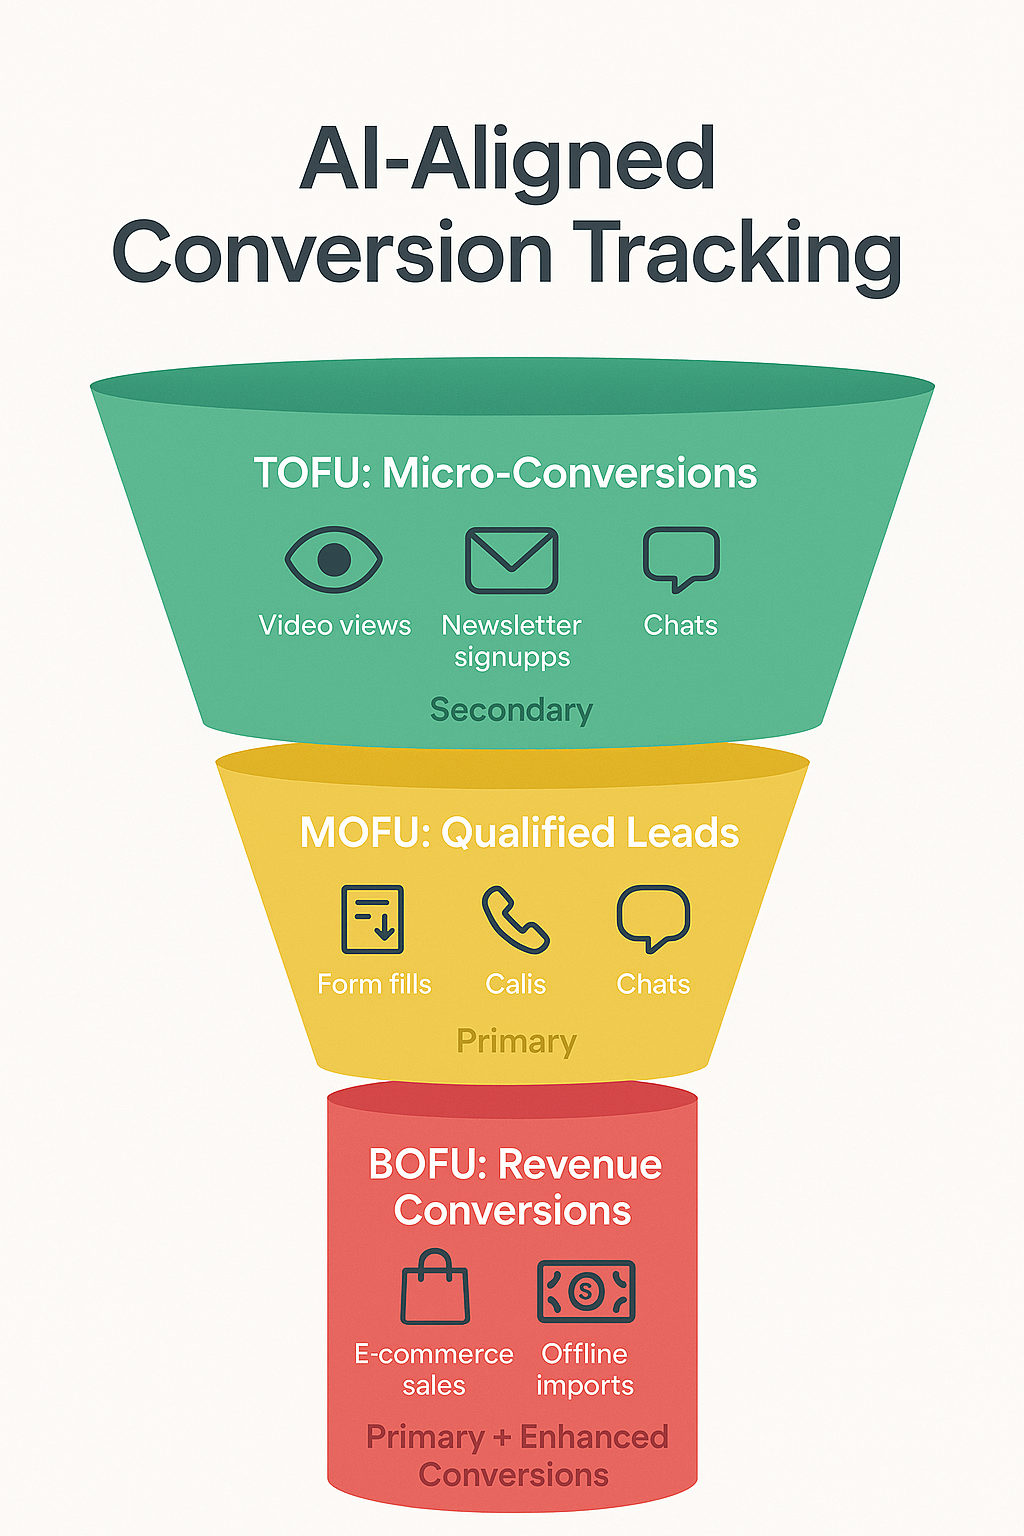 AI-Aligned
Conversion Tracking
TOFU: Micro-Conversions
Video views
Newsletter
signupps
Chats
Secondary
MOFU: Qualified Leads
Form fills
Calis
Chats
Primary
BOFU: Revenue
Conversions
E-commerce
sales
S
Offline
imports
Primary + Enhanced
Conversions